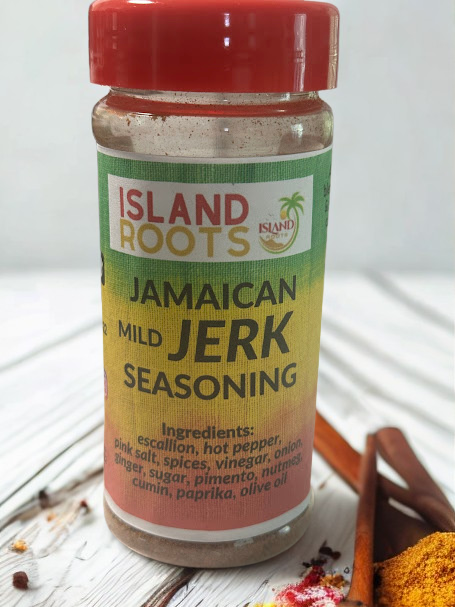 ISLAND
ROOTS
ISLAND
ROOTS
JAMAICAN
MILD JERK
SEASONING
Ingredients:
escallion, hot pepper,
pink salt, spices, vinegar, onion,
ginger, sugar, pimento, nutmeg,
cumin, paprika, olive oil